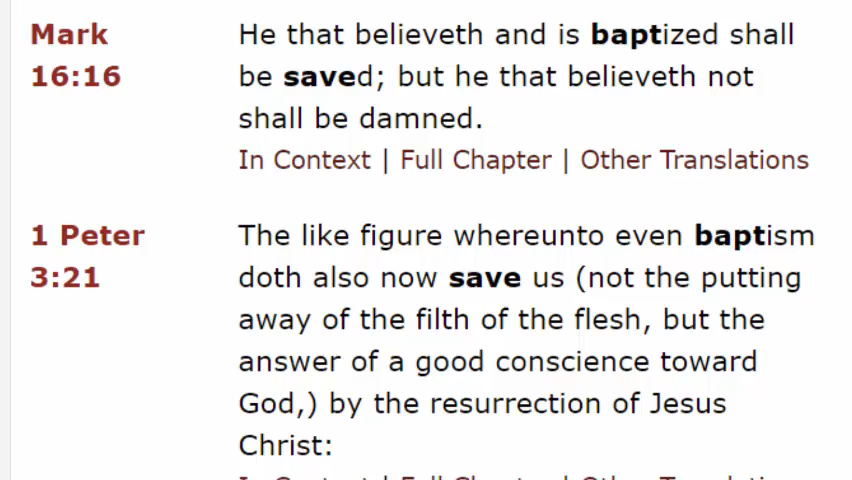 Mark
16:16
He that believeth and is baptized shall
be saved; but he that believeth not
shall be damned.
In Context | Full Chapter | Other Translations
1 Peter
3:21
The like figure whereunto even baptism
doth also now save us (not the putting
away of the filth of the flesh, but the
answer of a good conscience toward
God,) by the resurrection of Jesus
Christ: